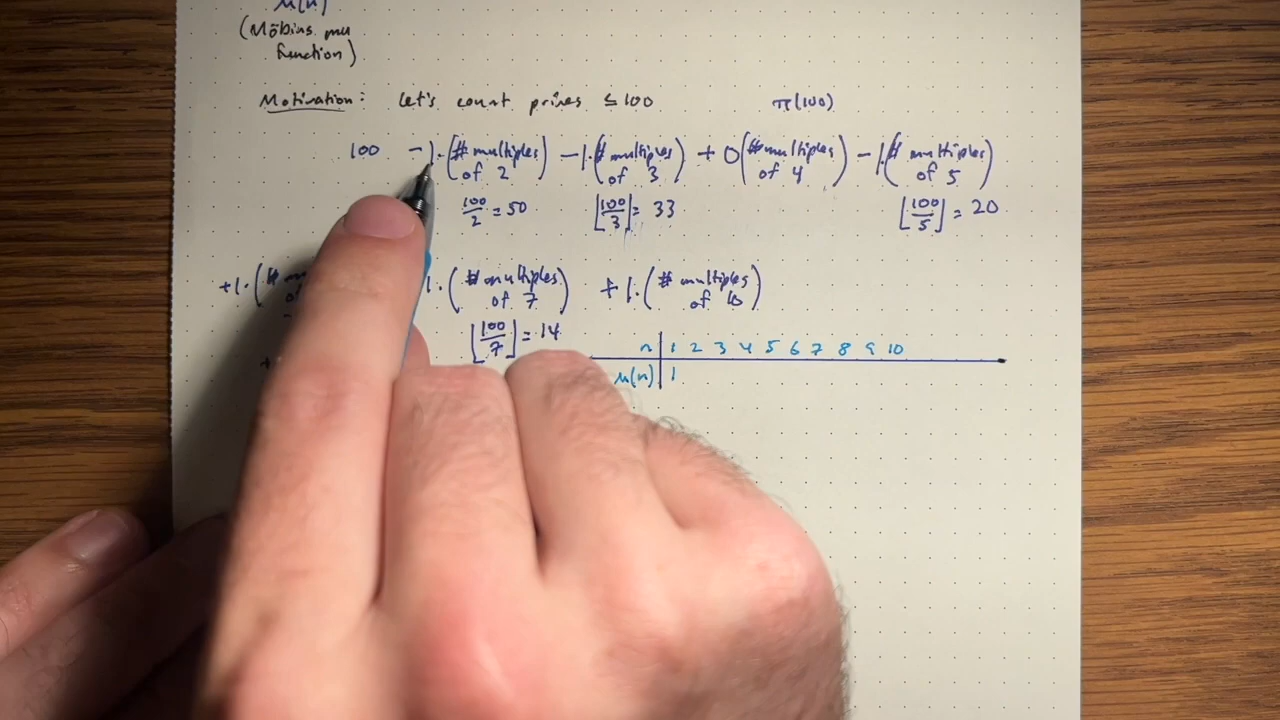 μ(n)
(Möbius mu
function)
Motivation: Let's count primes ≤ 100 π(100)
100 -1·(# multiples of 2) -1·(# multiples of 3) + 0(# multiples of 4) -1·(# multiples of 5)
100/2 = 50 ⌊100/3⌋ = 33 ⌊100/5⌋ = 20
+1·( 1·(# multiples of 7) +1·(# multiples of 10)
⌊100/7⌋ = 14
n 1 2 3 4 5 6 7 8 9 10
μ(n) 1